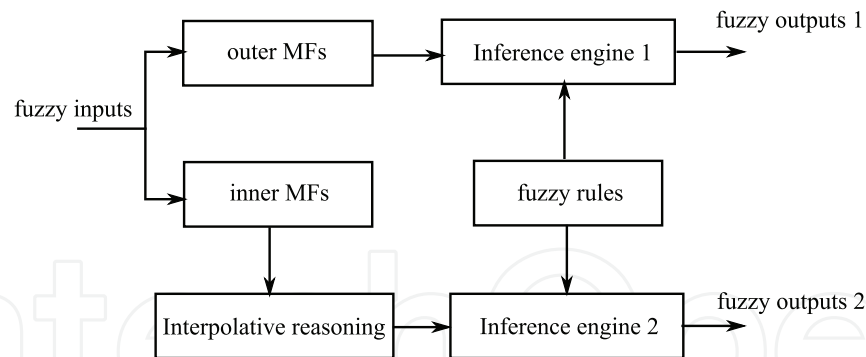 fuzzy outputs 1
outer MFs
Inference engine 1
fuzzy inputs
inner MFs
fuzzy rules
fuzzy outputs 2
Interpolative reasoning
Inference engine 2